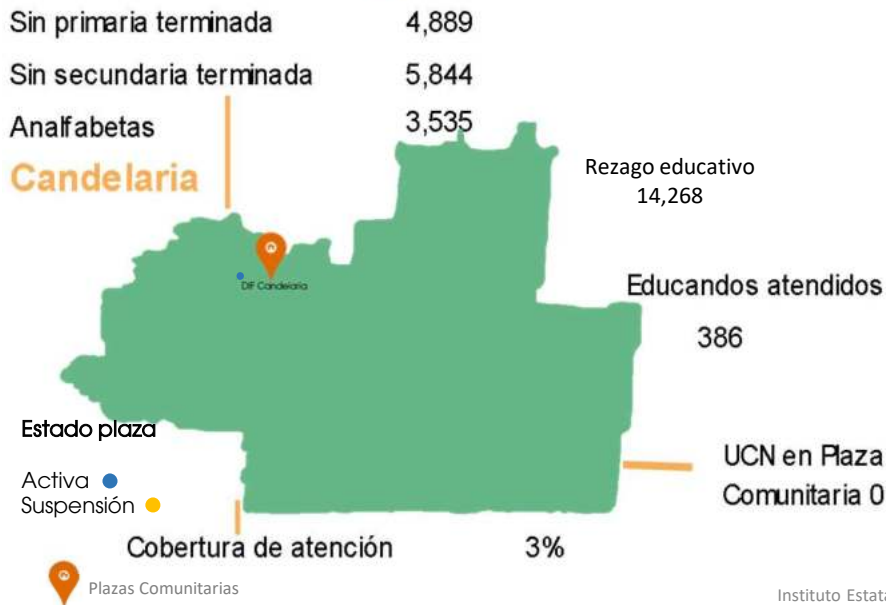 Sin primaria terminada 4,889
Sin secundaria terminada 5,844
Analfabetas 3,535
Candelaria
Rezago educativo
14,268
DIF Candelaria
Educandos atendidos
386
Estado plaza
Activa
Suspensión
UCN en Plaza
Comunitaria 0
Cobertura de atención 3%
Plazas Comunitarias
Instituto Estata